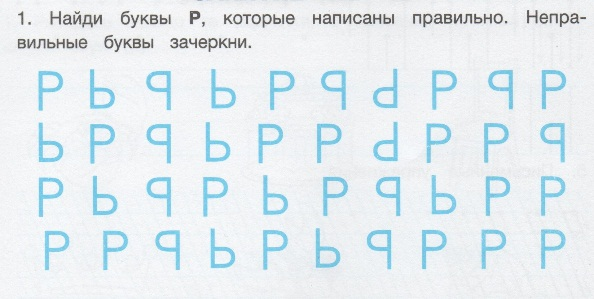 1. Найди буквы Р, которые написаны правильно. Непра-
вильные буквы зачеркни.
Р Ь ꟼ Ь Р ꟼ d Р ꟼ Р
Ь Р ꟼ Ь Р Р d Р Р ꟼ
Р Ь ꟼ Р Ь Р ꟼ Ь Р Р
Р Р ꟼ Ь Р Ь ꟼ Р Р Р